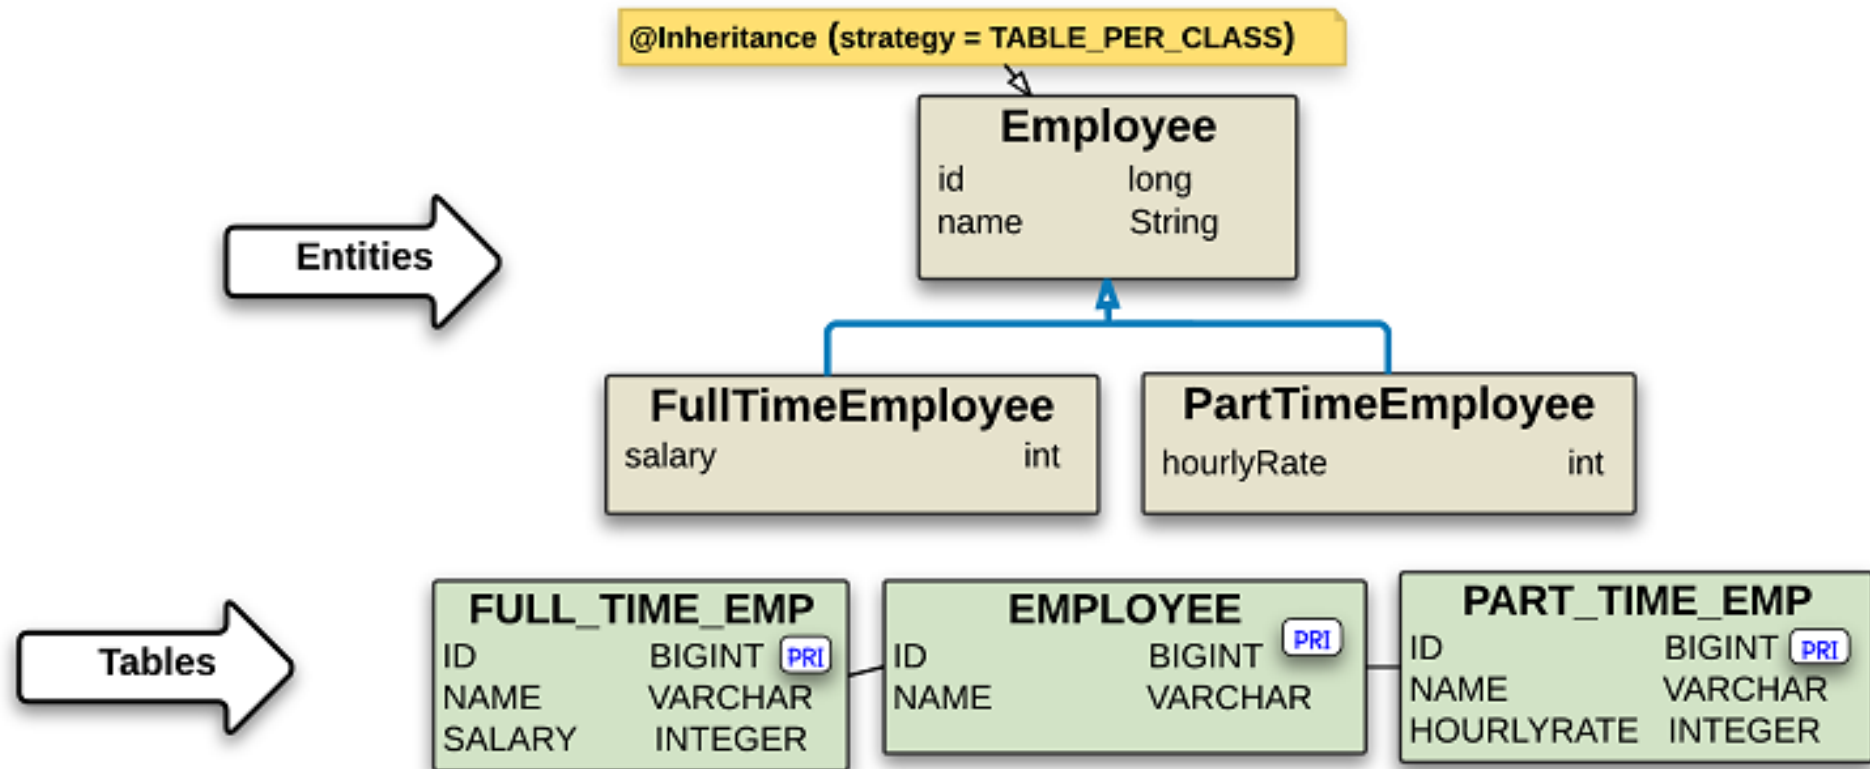 @Inheritance (strategy = TABLE_PER_CLASS)
Employee
id long
name String
Entities
FullTimeEmployee
salary int
PartTimeEmployee
hourlyRate int
Tables
FULL_TIME_EMP
ID BIGINT PRI
NAME VARCHAR
SALARY INTEGER
EMPLOYEE
ID BIGINT PRI
NAME VARCHAR
PART_TIME_EMP
ID BIGINT PRI
NAME VARCHAR
HOURLYRATE INTEGER